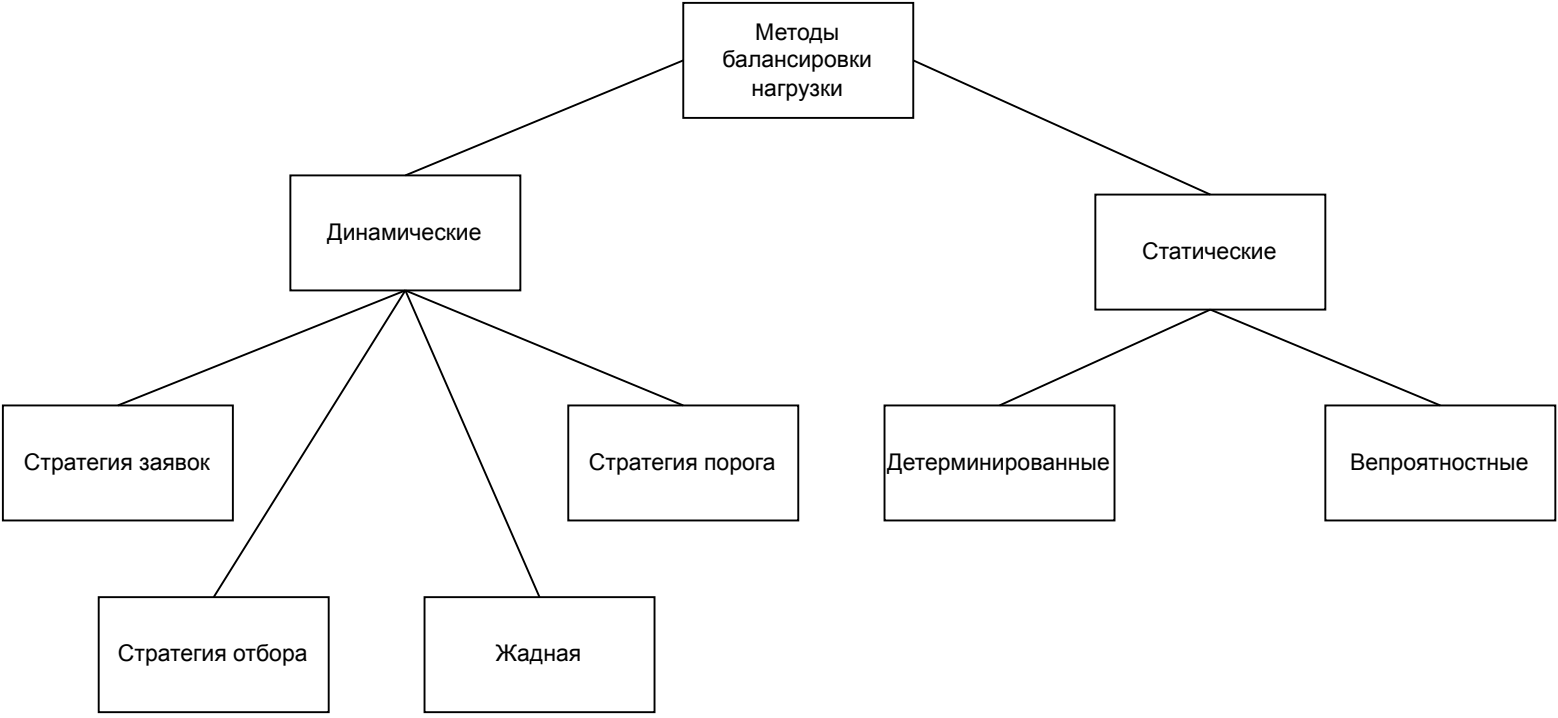 Методы
балансировки
нагрузки
Динамические
Статические
Стратегия заявок
Стратегия порога
Детерминированные
Вепроятностные
Стратегия отбора
Жадная